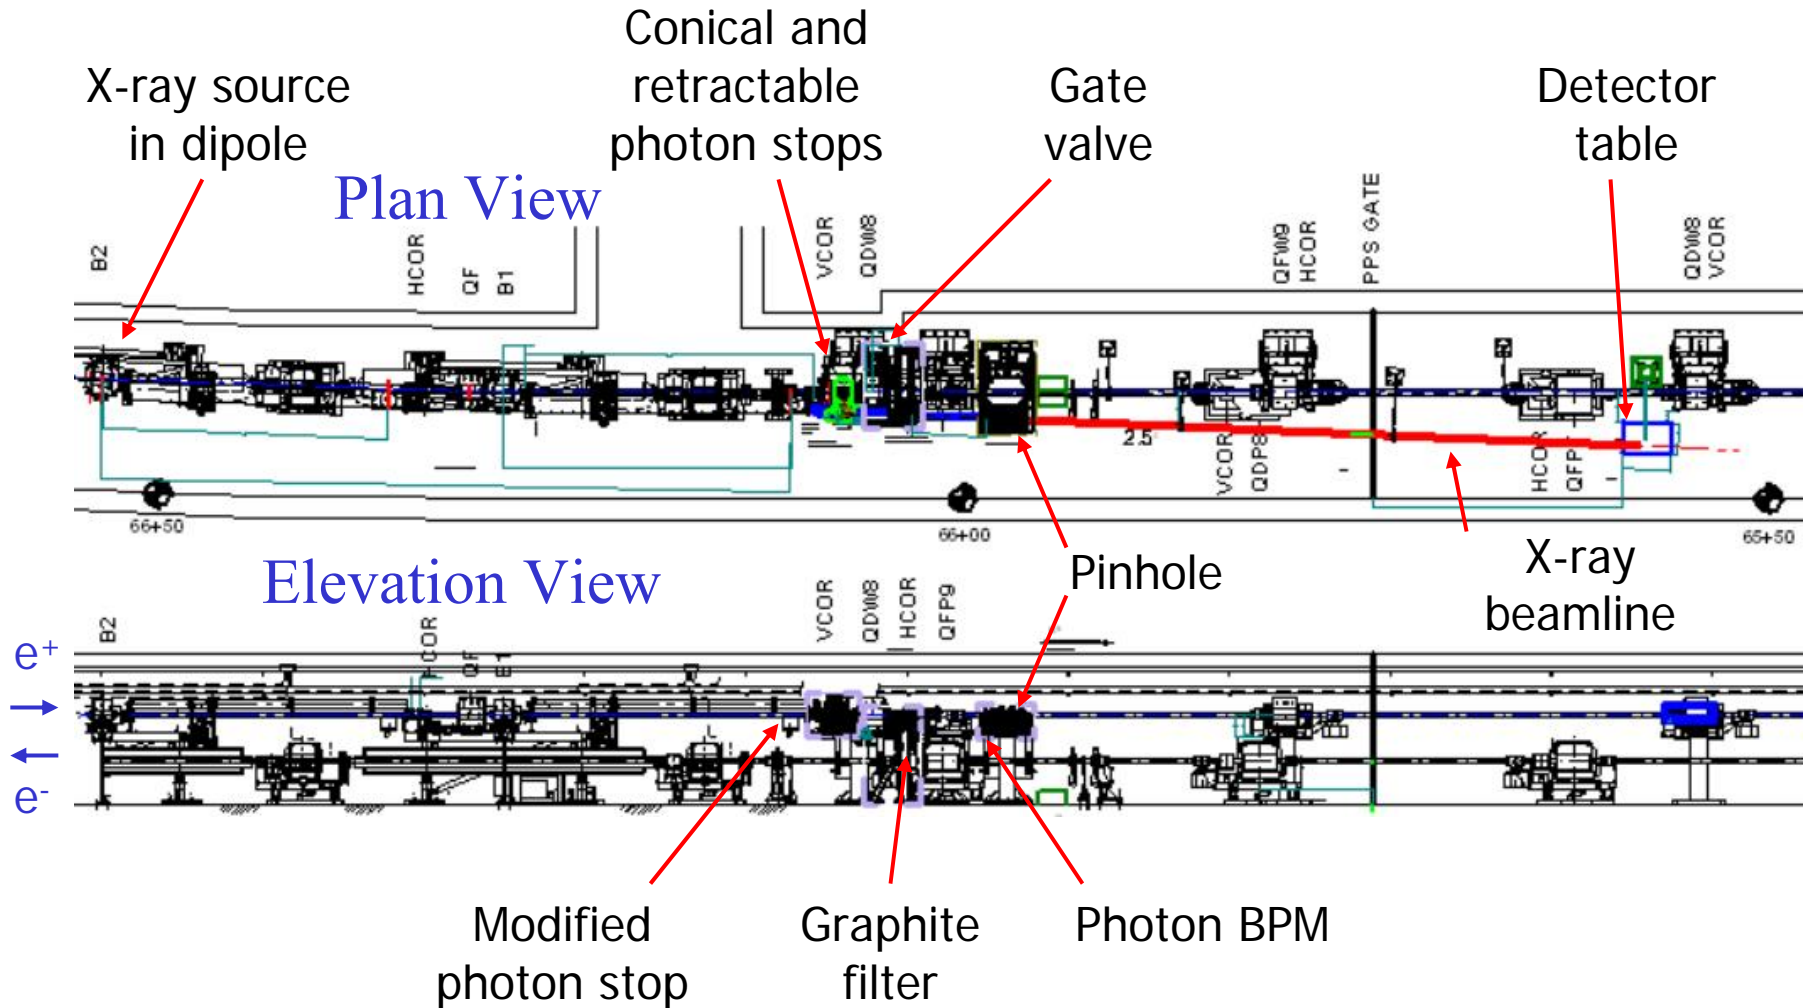 Conical and
retractable
photon stops
X-ray source
in dipole
Gate
valve
Detector
table
Plan View
B2
HCOR
QF
B1
VCOR
QDW8
QFW9
HCOR
PPS GATE
QDW8
VCOR
2.5
VCOR
QDP8
HCOR
66+50
66+00
65+50
Elevation View
Pinhole
X-ray
beamline
B2
QF
VCOR
QDW8
HCOR
QFP9
e+
e-
Modified
photon stop
Graphite
filter
Photon BPM